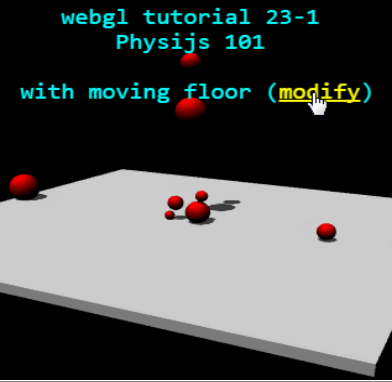 webgl tutorial 23-1
Physijs 101
with moving floor (modify)